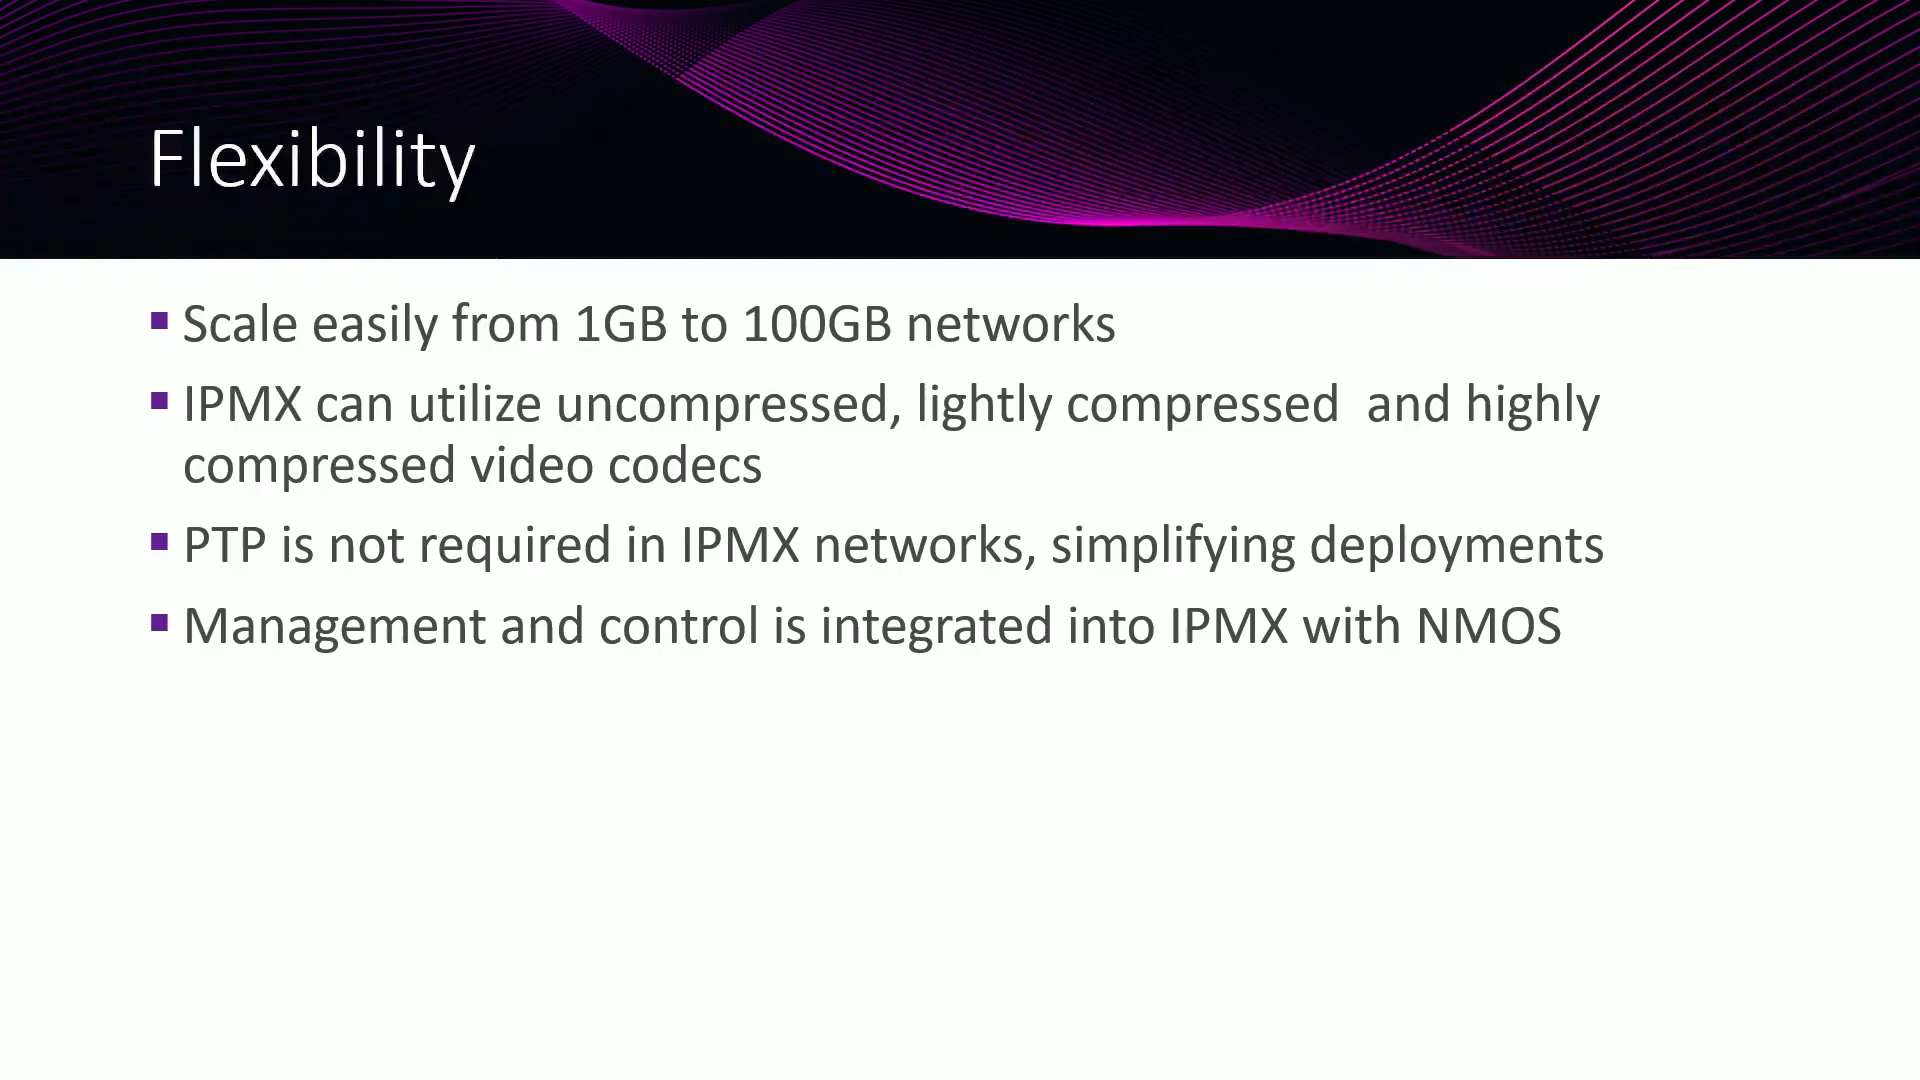 Flexibility
▪ Scale easily from 1GB to 100GB networks
▪ IPMX can utilize uncompressed, lightly compressed  and highly
compressed video codecs
▪ PTP is not required in IPMX networks, simplifying deployments
▪ Management and control is integrated into IPMX with NMOS